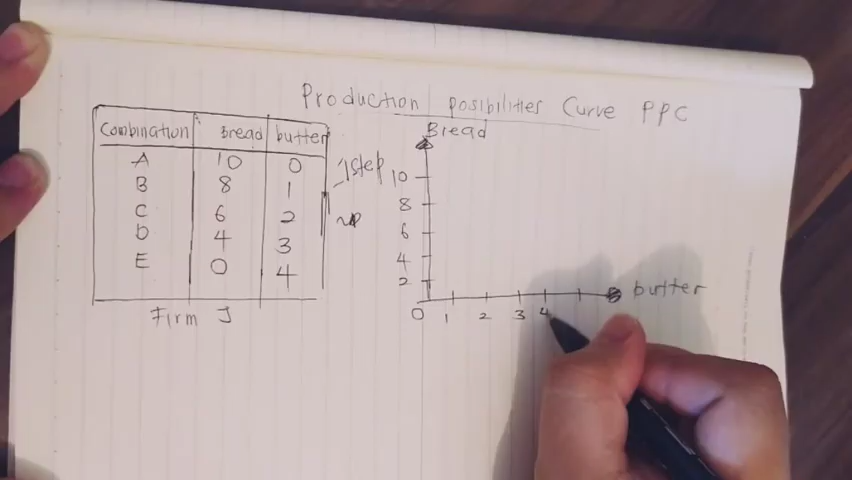 Production posibilities Curve PPC
Combination Bread butter
A 10 0
B 8 1
C 6 2
D 4 3
E 0 4
Firm J
1step
Bread
10
8
6
4
2
0 1 2 3 4
butter